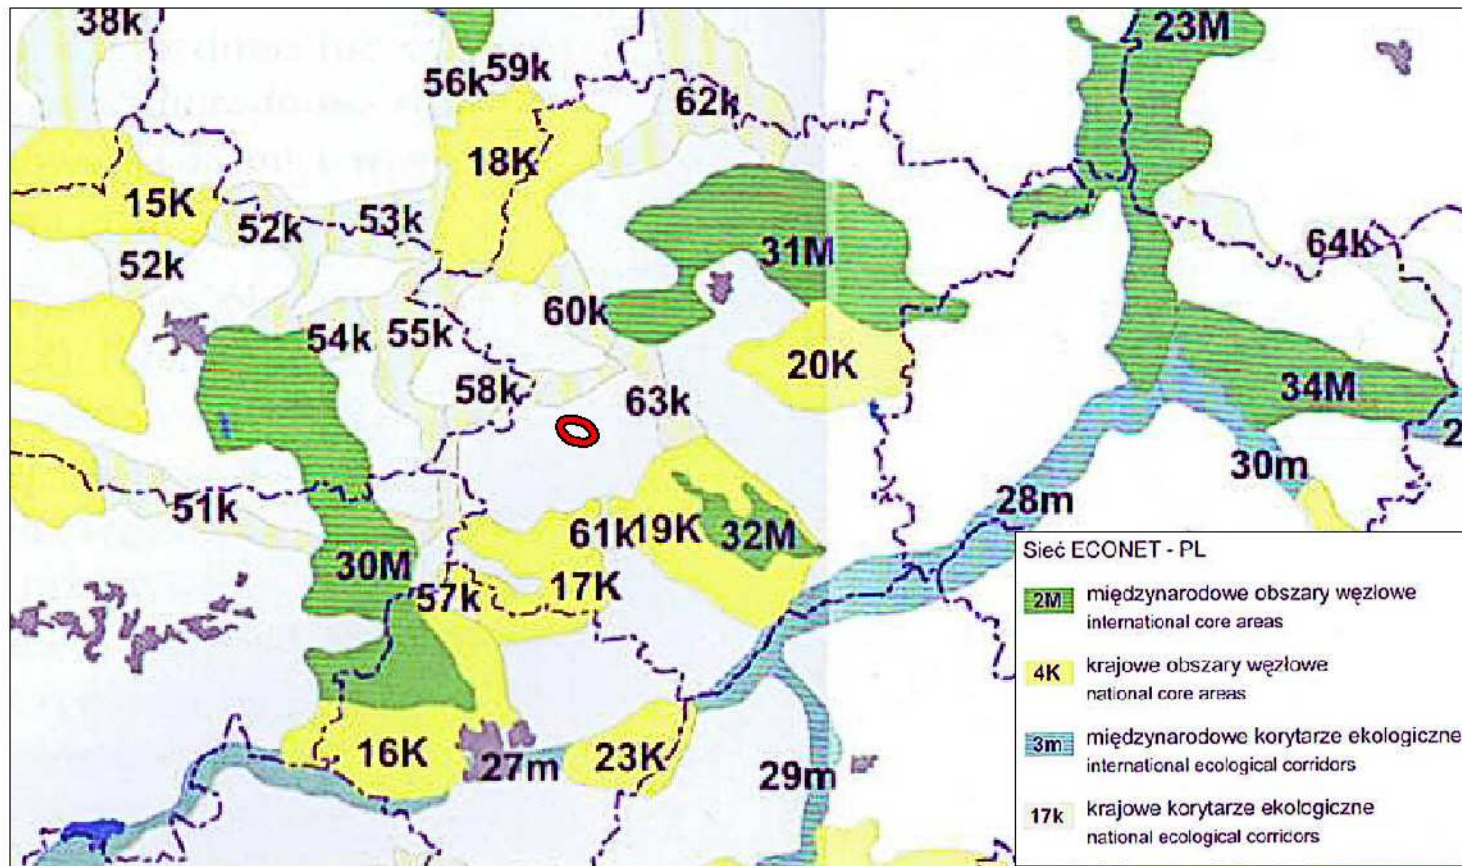 38k
23M
56k
59k
62k
18K
15K
52k
53k
64k
52k
31M
60k
54k
55k
20K
58k
63k
34M
2
30m
51k
28m
61k
19K
32M
30M
57k
17K
16K
27m
23K
29m
Sieć ECONET - PL
2M międzynarodowe obszary węzłowe
international core areas
4K krajowe obszary węzłowe
national core areas
3m międzynarodowe korytarze ekologiczne
international ecological corridors
17k krajowe korytarze ekologiczne
national ecological corridors